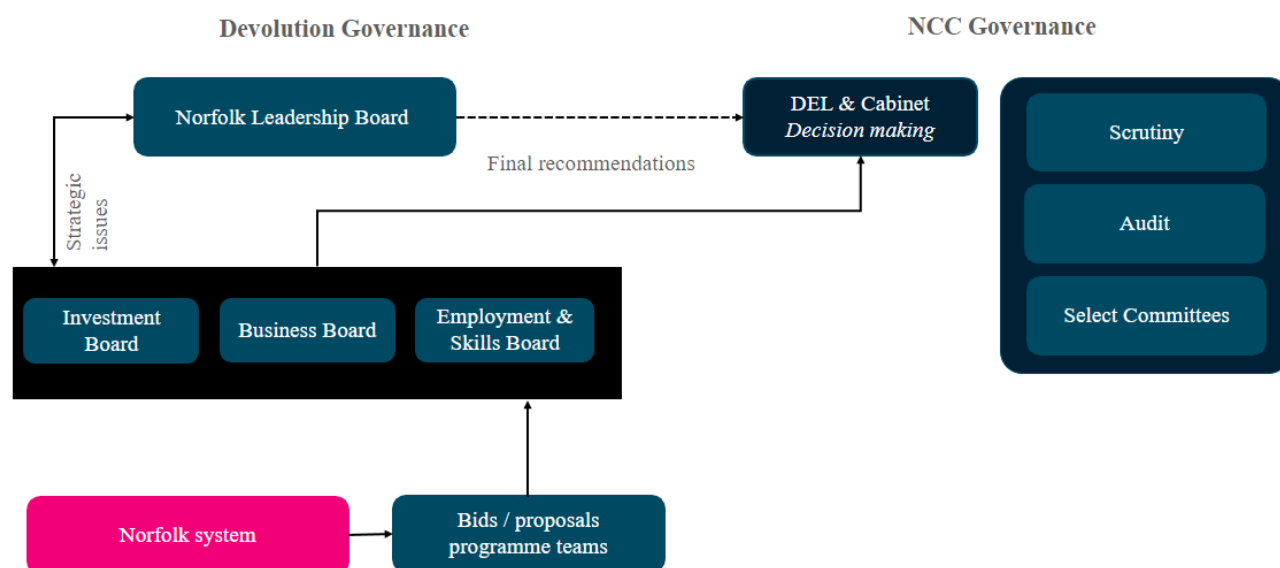 Devolution Governance
NCC Governance
Norfolk Leadership Board
DEL & Cabinet
Decision making
Scrutiny
Final recommendations
Strategic
issues
Audit
Investment
Board
Business Board
Employment &
Skills Board
Select Committees
Norfolk system
Bids / proposals
programme teams